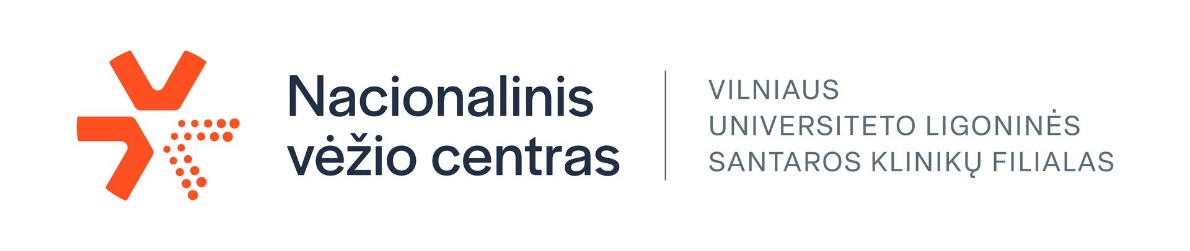 Nacionalinis
vėžio centras
VILNIAUS
UNIVERSITETO LIGONINĖS
SANTAROS KLINIKŲ FILIALAS